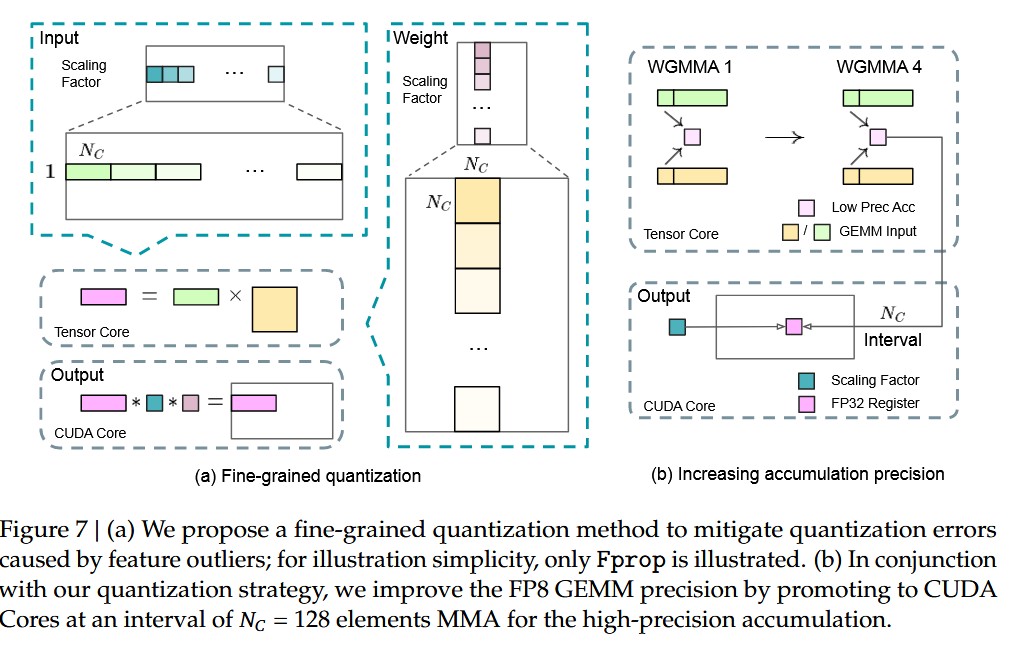 Input
Scaling
Factor
...
N_C
1
...
Weight
Scaling
Factor
...
N_C
N_C
...
= ×
Tensor Core
Output
* * =
CUDA Core
(a) Fine-grained quantization
WGMMA 1
WGMMA 4
Low Prec Acc
/ GEMM Input
Tensor Core
Output
N_C
Interval
Scaling Factor
FP32 Register
CUDA Core
(b) Increasing accumulation precision
Figure 7 | (a) We propose a fine-grained quantization method to mitigate quantization errors
caused by feature outliers; for illustration simplicity, only Fprop is illustrated. (b) In conjunction
with our quantization strategy, we improve the FP8 GEMM precision by promoting to CUDA
Cores at an interval of N_C = 128 elements MMA for the high-precision accumulation.